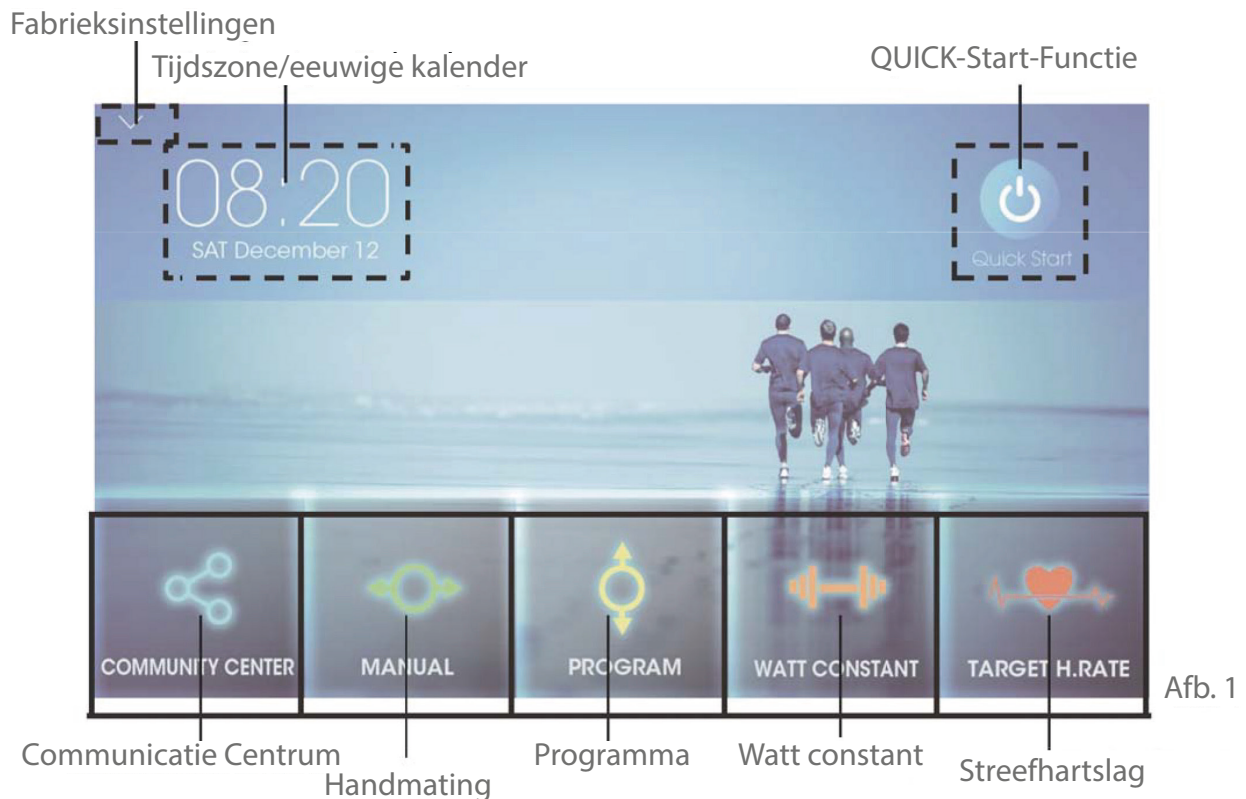 Fabrieksinstellingen
Tijdszone/eeuwige kalender
QUICK-Start-Functie
08:20
SAT December 12
Quick Start
COMMUNITY CENTER
MANUAL
PROGRAM
WATT CONSTANT
TARGET H.RATE
Afb. 1
Communicatie Centrum
Handmating
Programma
Watt constant
Streefhartslag